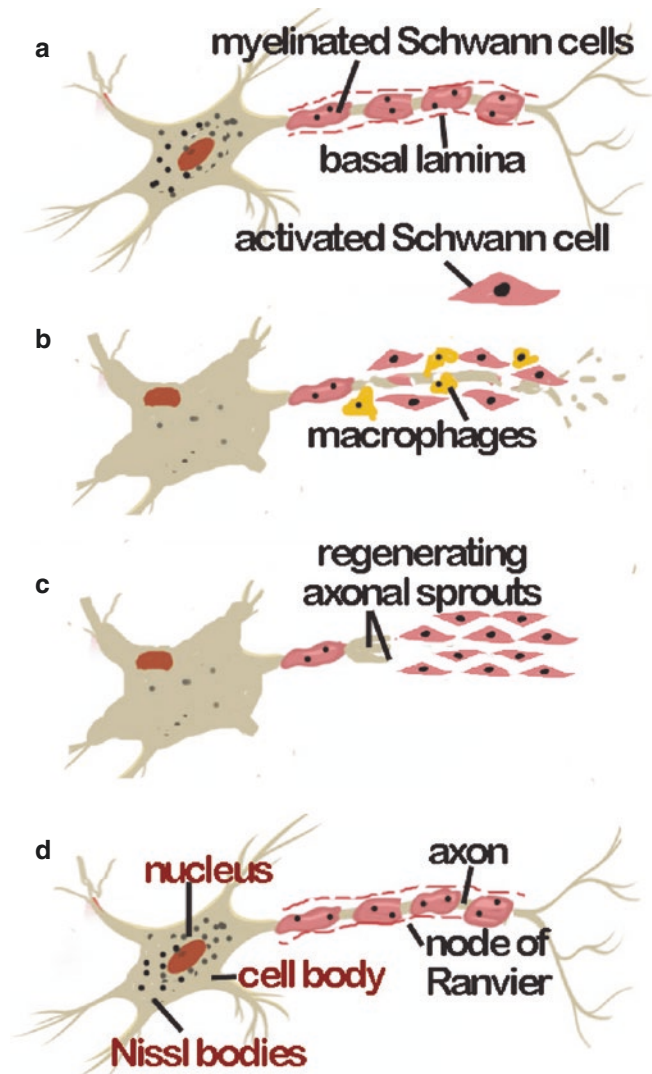 a
myelinated Schwann cells
basal lamina
activated Schwann cell
b
macrophages
regenerating
axonal sprouts
c
d
nucleus
axon
cell body
node of
Ranvier
Nissl bodies